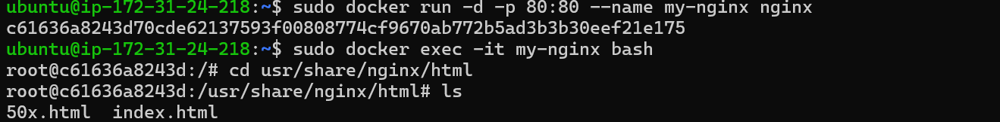 ubuntu@ip-172-31-24-218:~$ sudo docker run -d -p 80:80 --name my-nginx nginx
c61636a8243d70cde62137593f00808774cf9670ab772b5ad3b3b30eef21e175
ubuntu@ip-172-31-24-218:~$ sudo docker exec -it my-nginx bash
root@c61636a8243d:/# cd usr/share/nginx/html
root@c61636a8243d:/usr/share/nginx/html# ls
50x.html  index.html